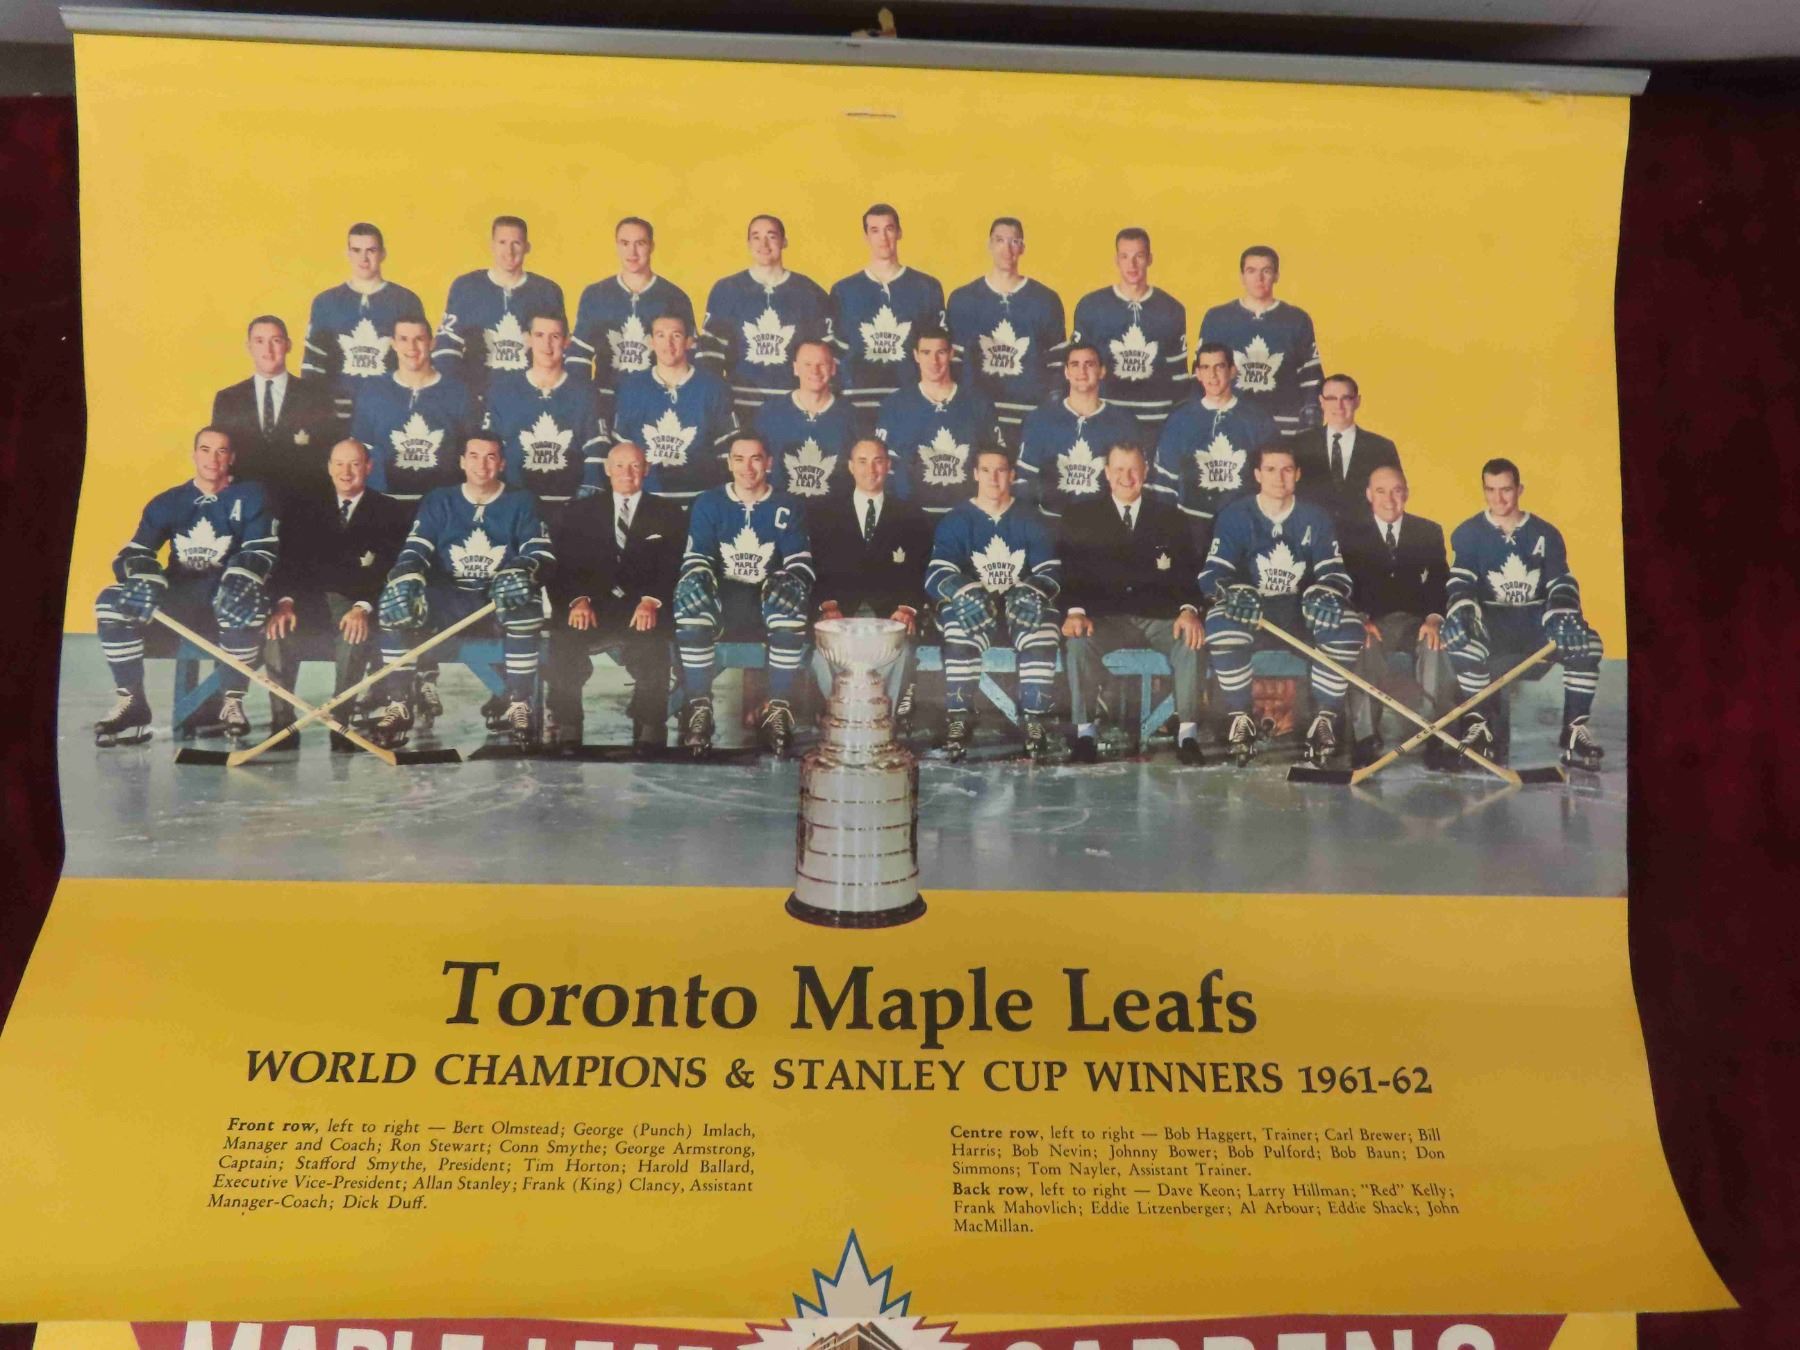 Toronto Maple Leafs
WORLD CHAMPIONS & STANLEY CUP WINNERS 1961-62
Front row, left to right — Bert Olmstead; George (Punch) Imlach,
Manager and Coach; Ron Stewart; Conn Smythe; George Armstrong,
Captain; Stafford Smythe, President; Tim Horton; Harold Ballard,
Executive Vice-President; Allan Stanley; Frank (King) Clancy, Assistant
Manager-Coach; Dick Duff.
Centre row, left to right — Bob Haggert, Trainer; Carl Brewer; Bill
Harris; Bob Nevin; Johnny Bower; Bob Pulford; Bob Baun; Don
Simmons; Tom Nayler, Assistant Trainer.
Back row, left to right — Dave Keon; Larry Hillman; "Red" Kelly;
Frank Mahovlich; Eddie Litzenberger; Al Arbour; Eddie Shack; John
MacMillan.
MAPLE LEAF GARDENS